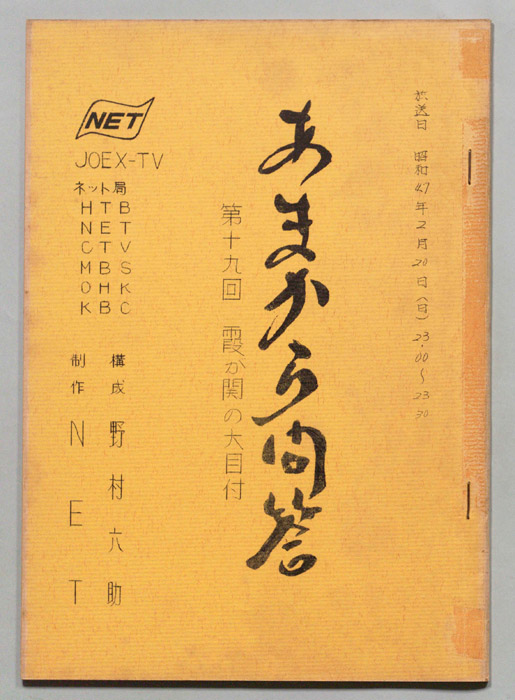 放送日 昭和47年2月20日(日)23.00〜23.30
あまから問答
第十九回 霞が関の大目付
NET
JOEX-TV
ネット局
HTB
NET
CTV
MBS
OHK
KBC
構成 野村六助
制作 NET